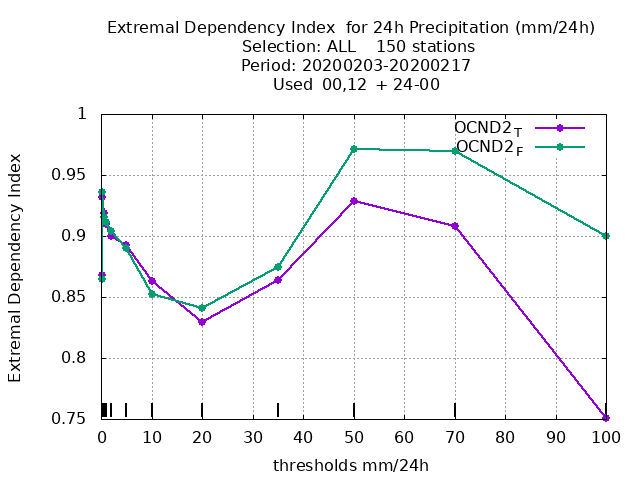 Extremal Dependency Index  for 24h Precipitation (mm/24h)
Selection: ALL    150 stations
Period: 20200203-20200217
Used  00,12  + 24-00
OCND2T
OCND2F
1
0.95
0.9
0.85
0.8
0.75
Extremal Dependency Index
0 10 20 30 40 50 60 70 80 90 100
thresholds mm/24h